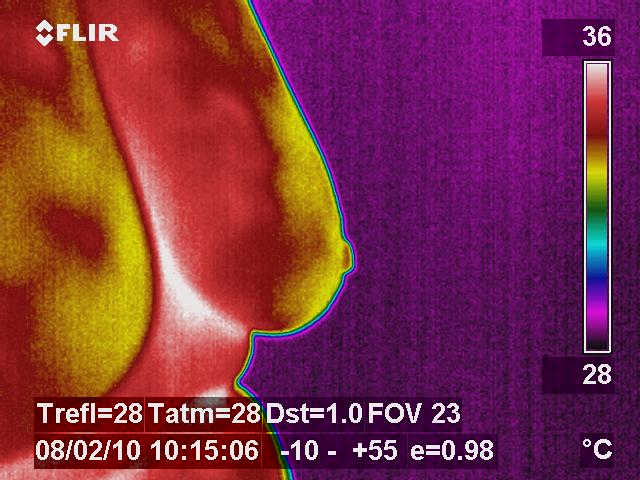 FLIR
36
28
Trefl=28 Tatm=28 Dst=1.0 FOV 23
08/02/10 10:15:06 -10 - +55 e=0.98 °C